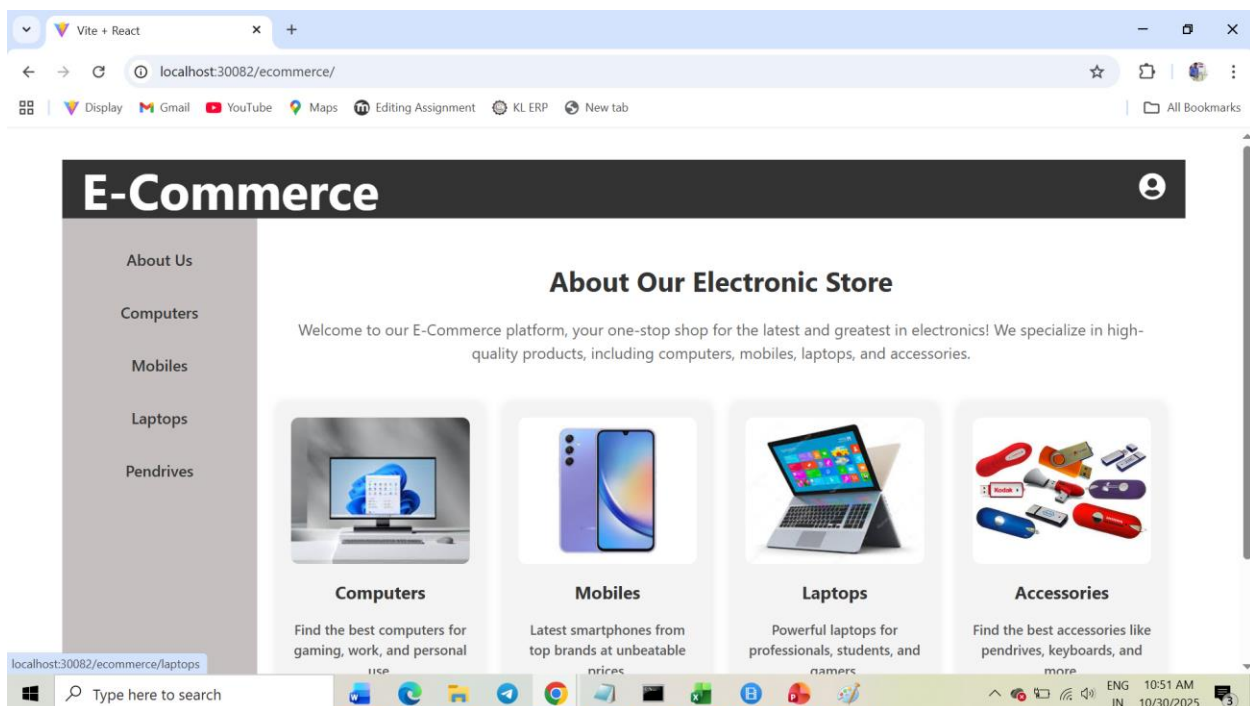 Vite + React
localhost:30082/ecommerce/
Display Gmail YouTube Maps Editing Assignment KL ERP New tab All Bookmarks
E-Commerce
About Us
Computers
Mobiles
Laptops
Pendrives
About Our Electronic Store
Welcome to our E-Commerce platform, your one-stop shop for the latest and greatest in electronics! We specialize in high-
quality products, including computers, mobiles, laptops, and accessories.
Kodak
Computers
Find the best computers for
gaming, work, and personal
use
Mobiles
Latest smartphones from
top brands at unbeatable
prices
Laptops
Powerful laptops for
professionals, students, and
gamers
Accessories
Find the best accessories like
pendrives, keyboards, and
more
localhost:30082/ecommerce/laptops
Type here to search
ENG
IN
10:51 AM
10/30/2025
3